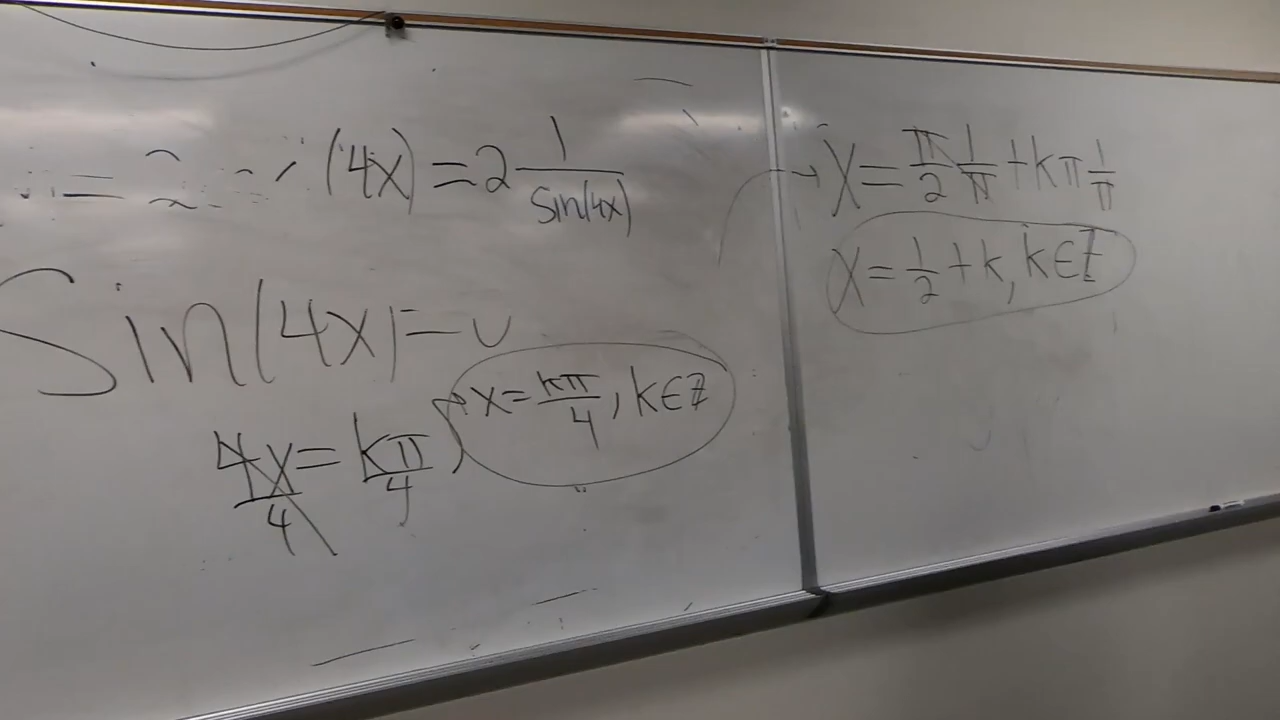 = 2 (4x) = 2 1/sin(4x)
Sin(4x) = 0
4x/4 = kπ/4 → x = kπ/4, k∈Z
→ X = π/2 1/π + kπ 1/π
X = 1/2 + k, k∈Z